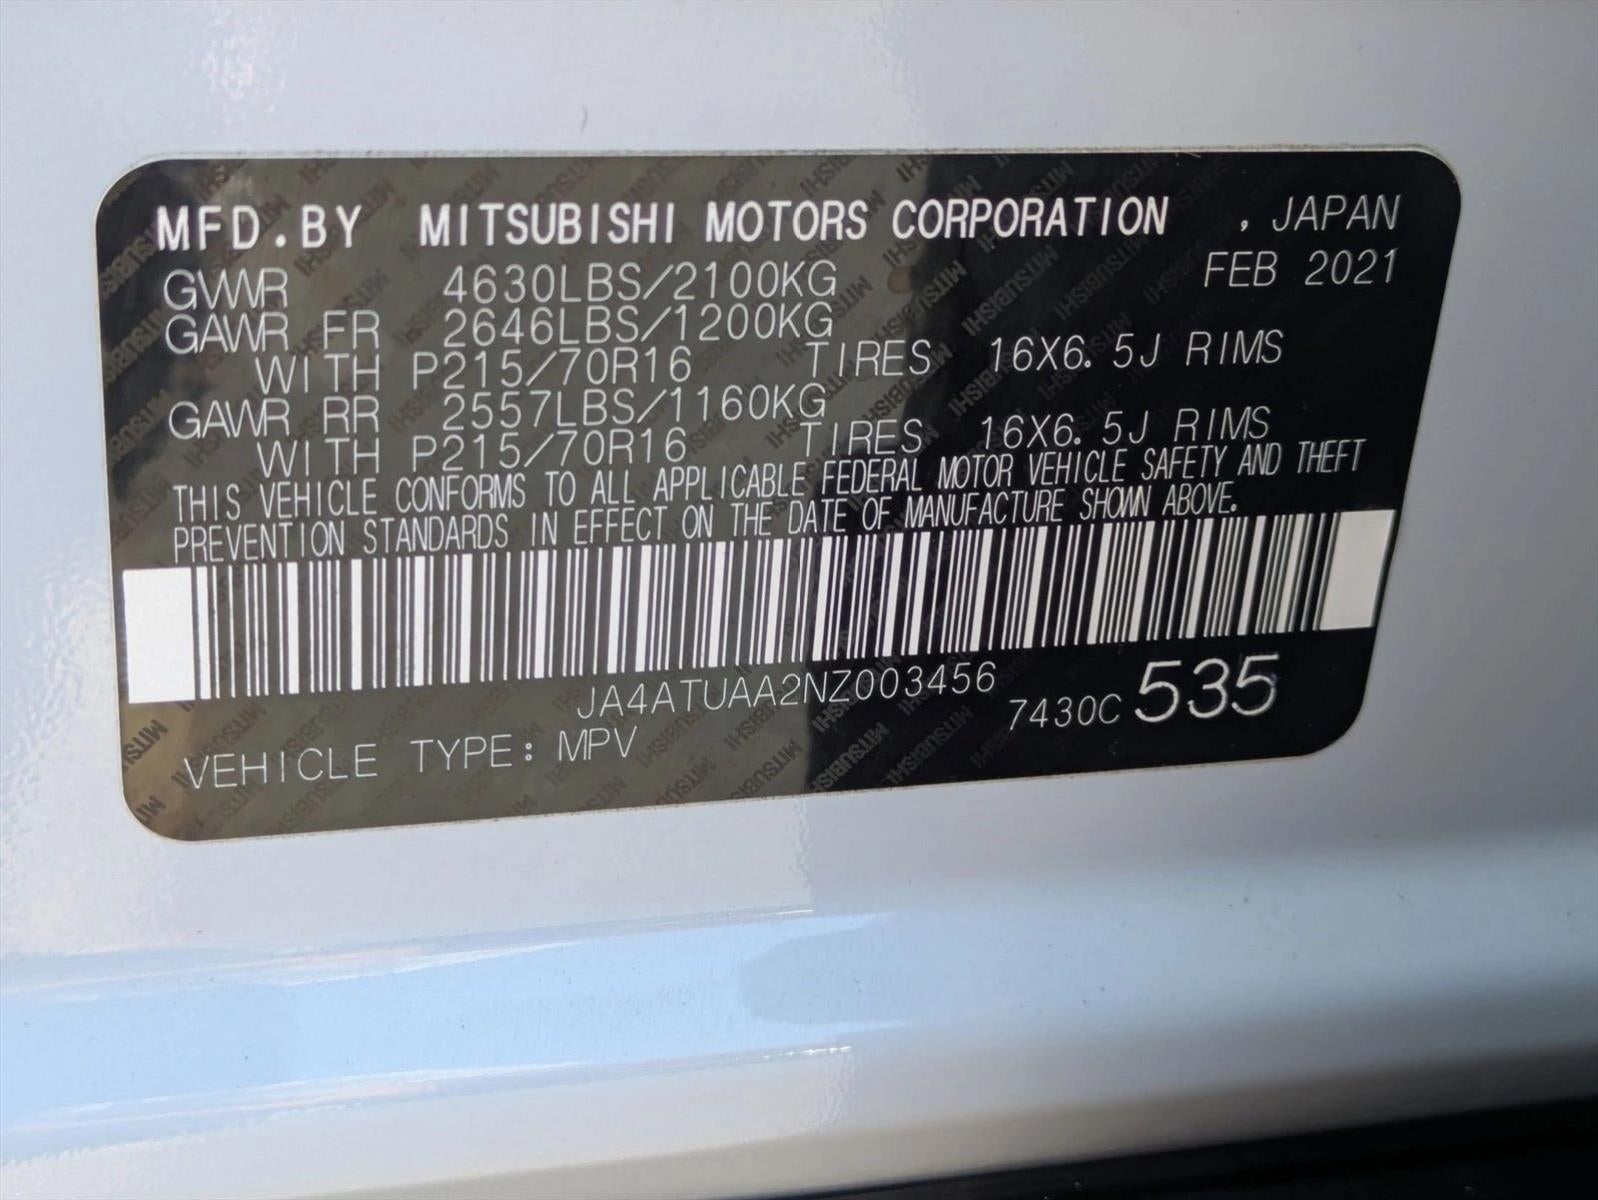 MFD.BY MITSUBISHI MOTORS CORPORATION , JAPAN
GVWR 4630LBS/2100KG FEB 2021
GAWR FR 2646LBS/1200KG
WITH P215/70R16 TIRES 16X6.5J RIMS
GAWR RR 2557LBS/1160KG
WITH P215/70R16 TIRES 16X6.5J RIMS
THIS VEHICLE CONFORMS TO ALL APPLICABLE FEDERAL MOTOR VEHICLE SAFETY AND THEFT
PREVENTION STANDARDS IN EFFECT ON THE DATE OF MANUFACTURE SHOWN ABOVE.
JA4ATUAA2NZ003456
7430C 535
VEHICLE TYPE: MPV